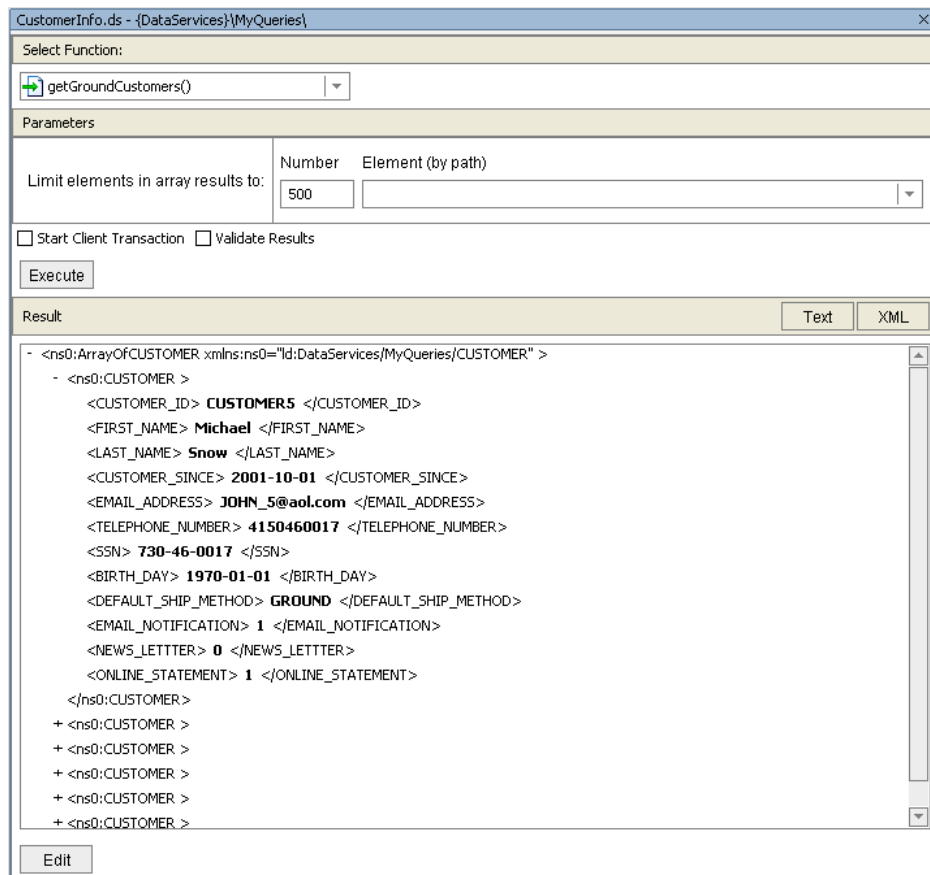 CustomerInfo.ds - {DataServices}\MyQueries\
Select Function:
getGroundCustomers()
Parameters
Number Element (by path)
Limit elements in array results to:
500
Start Client Transaction Validate Results
Execute
Result Text XML
- <ns0:ArrayOfCUSTOMER xmlns:ns0="ld:DataServices/MyQueries/CUSTOMER" >
- <ns0:CUSTOMER >
<CUSTOMER_ID> CUSTOMER5 </CUSTOMER_ID>
<FIRST_NAME> Michael </FIRST_NAME>
<LAST_NAME> Snow </LAST_NAME>
<CUSTOMER_SINCE> 2001-10-01 </CUSTOMER_SINCE>
<EMAIL_ADDRESS> JOHN_5@aol.com </EMAIL_ADDRESS>
<TELEPHONE_NUMBER> 4150460017 </TELEPHONE_NUMBER>
<SSN> 730-46-0017 </SSN>
<BIRTH_DAY> 1970-01-01 </BIRTH_DAY>
<DEFAULT_SHIP_METHOD> GROUND </DEFAULT_SHIP_METHOD>
<EMAIL_NOTIFICATION> 1 </EMAIL_NOTIFICATION>
<NEWS_LETTTER> 0 </NEWS_LETTTER>
<ONLINE_STATEMENT> 1 </ONLINE_STATEMENT>
</ns0:CUSTOMER>
+ <ns0:CUSTOMER >
+ <ns0:CUSTOMER >
+ <ns0:CUSTOMER >
+ <ns0:CUSTOMER >
+ <ns0:CUSTOMER >
Edit